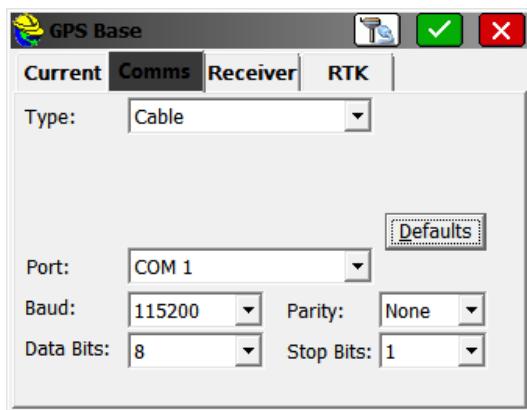 GPS Base
Current Comms Receiver RTK
Type: Cable
Defaults
Port: COM 1
Baud: 115200 Parity: None
Data Bits: 8 Stop Bits: 1